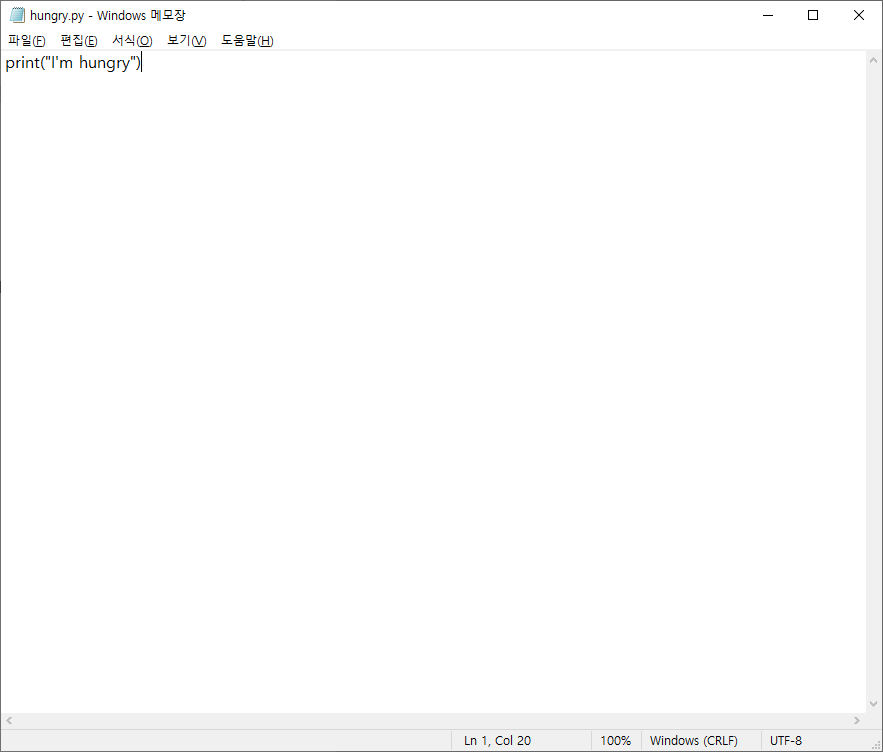 hungry.py - Windows 메모장
파일(F) 편집(E) 서식(O) 보기(V) 도움말(H)
print("I'm hungry")
Ln 1, Col 20 100% Windows (CRLF) UTF-8